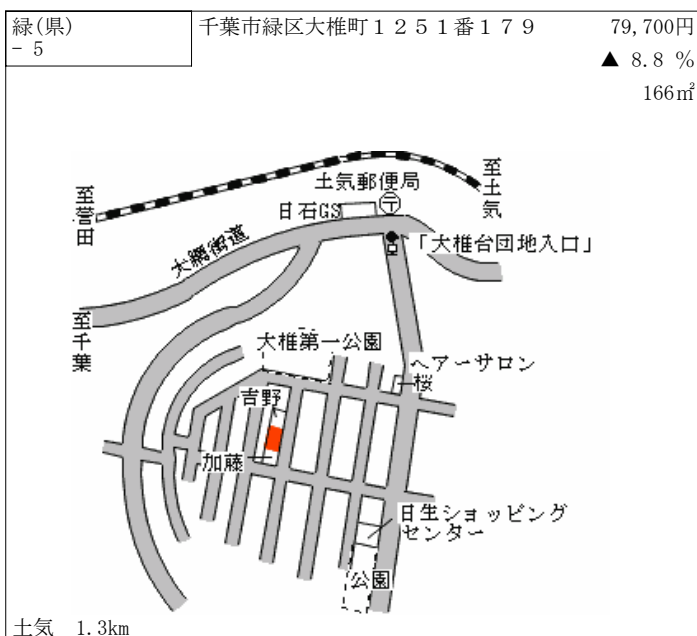 緑(県)
- 5
千葉市緑区大椎町１２５１番１７９
79,700円
▲ 8.8 %
166㎡
至土気
土気郵便局
〒
至誉田
日石GS
「大椎台団地入口」
大網街道
至千葉
大椎第一公園
ヘアーサロン
桜
吉野
加藤
日生ショッピング
センター
公園
土気 1.3km